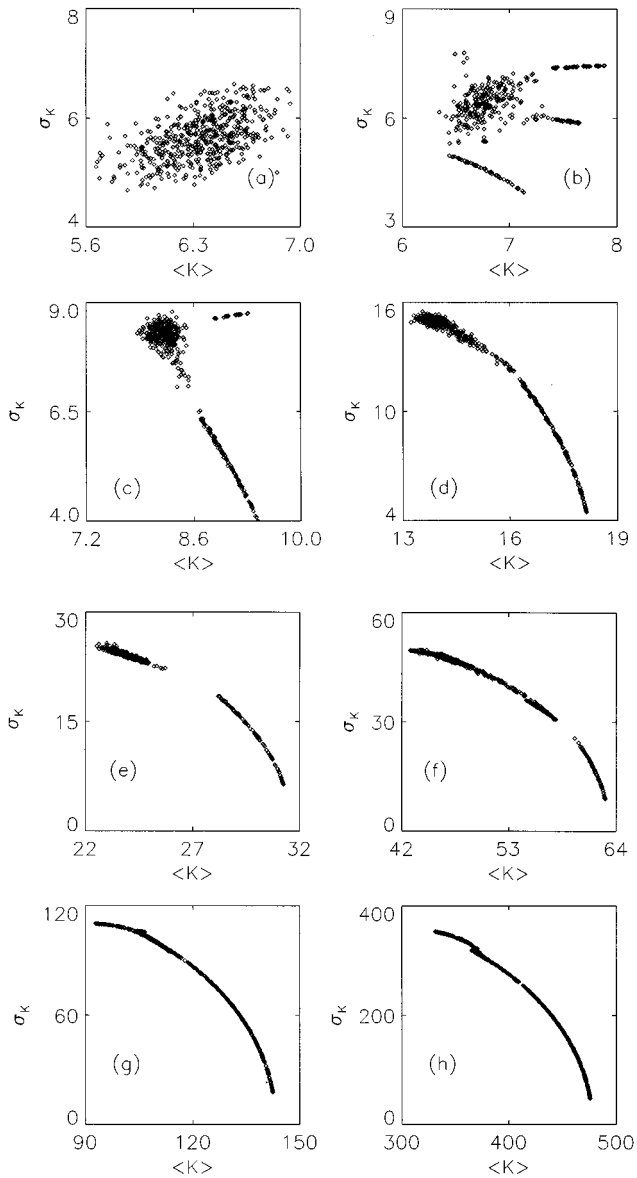 8
σK
6
4
(a)
5.6 6.3 7.0
<K>
9
σK
6
3
(b)
6 7 8
<K>
9.0
σK
6.5
4.0
(c)
7.2 8.6 10.0
<K>
16
σK
10
4
(d)
13 16 19
<K>
30
σK
15
0
(e)
22 27 32
<K>
60
σK
30
0
(f)
42 53 64
<K>
120
σK
60
0
(g)
90 120 150
<K>
400
σK
200
0
(h)
300 400 500
<K>